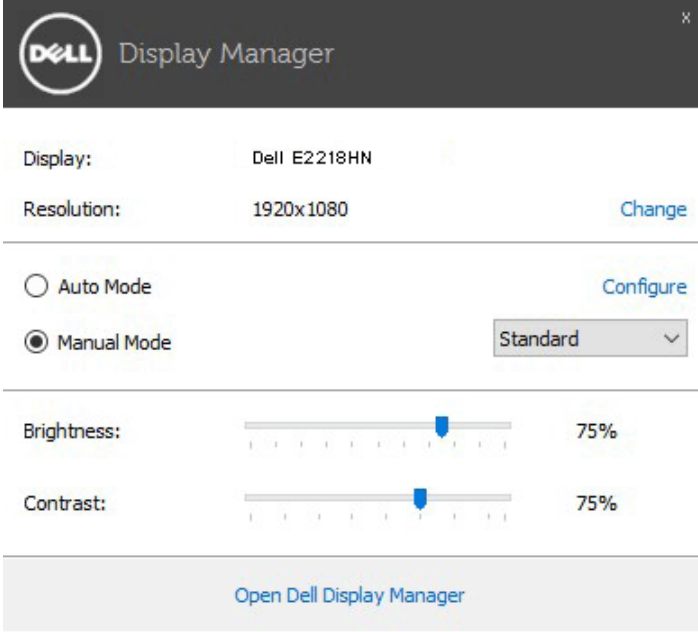 DELL Display Manager
x
Display: Dell E2218HN
Resolution: 1920x1080 Change
Auto Mode Configure
Manual Mode Standard
Brightness: 75%
Contrast: 75%
Open Dell Display Manager